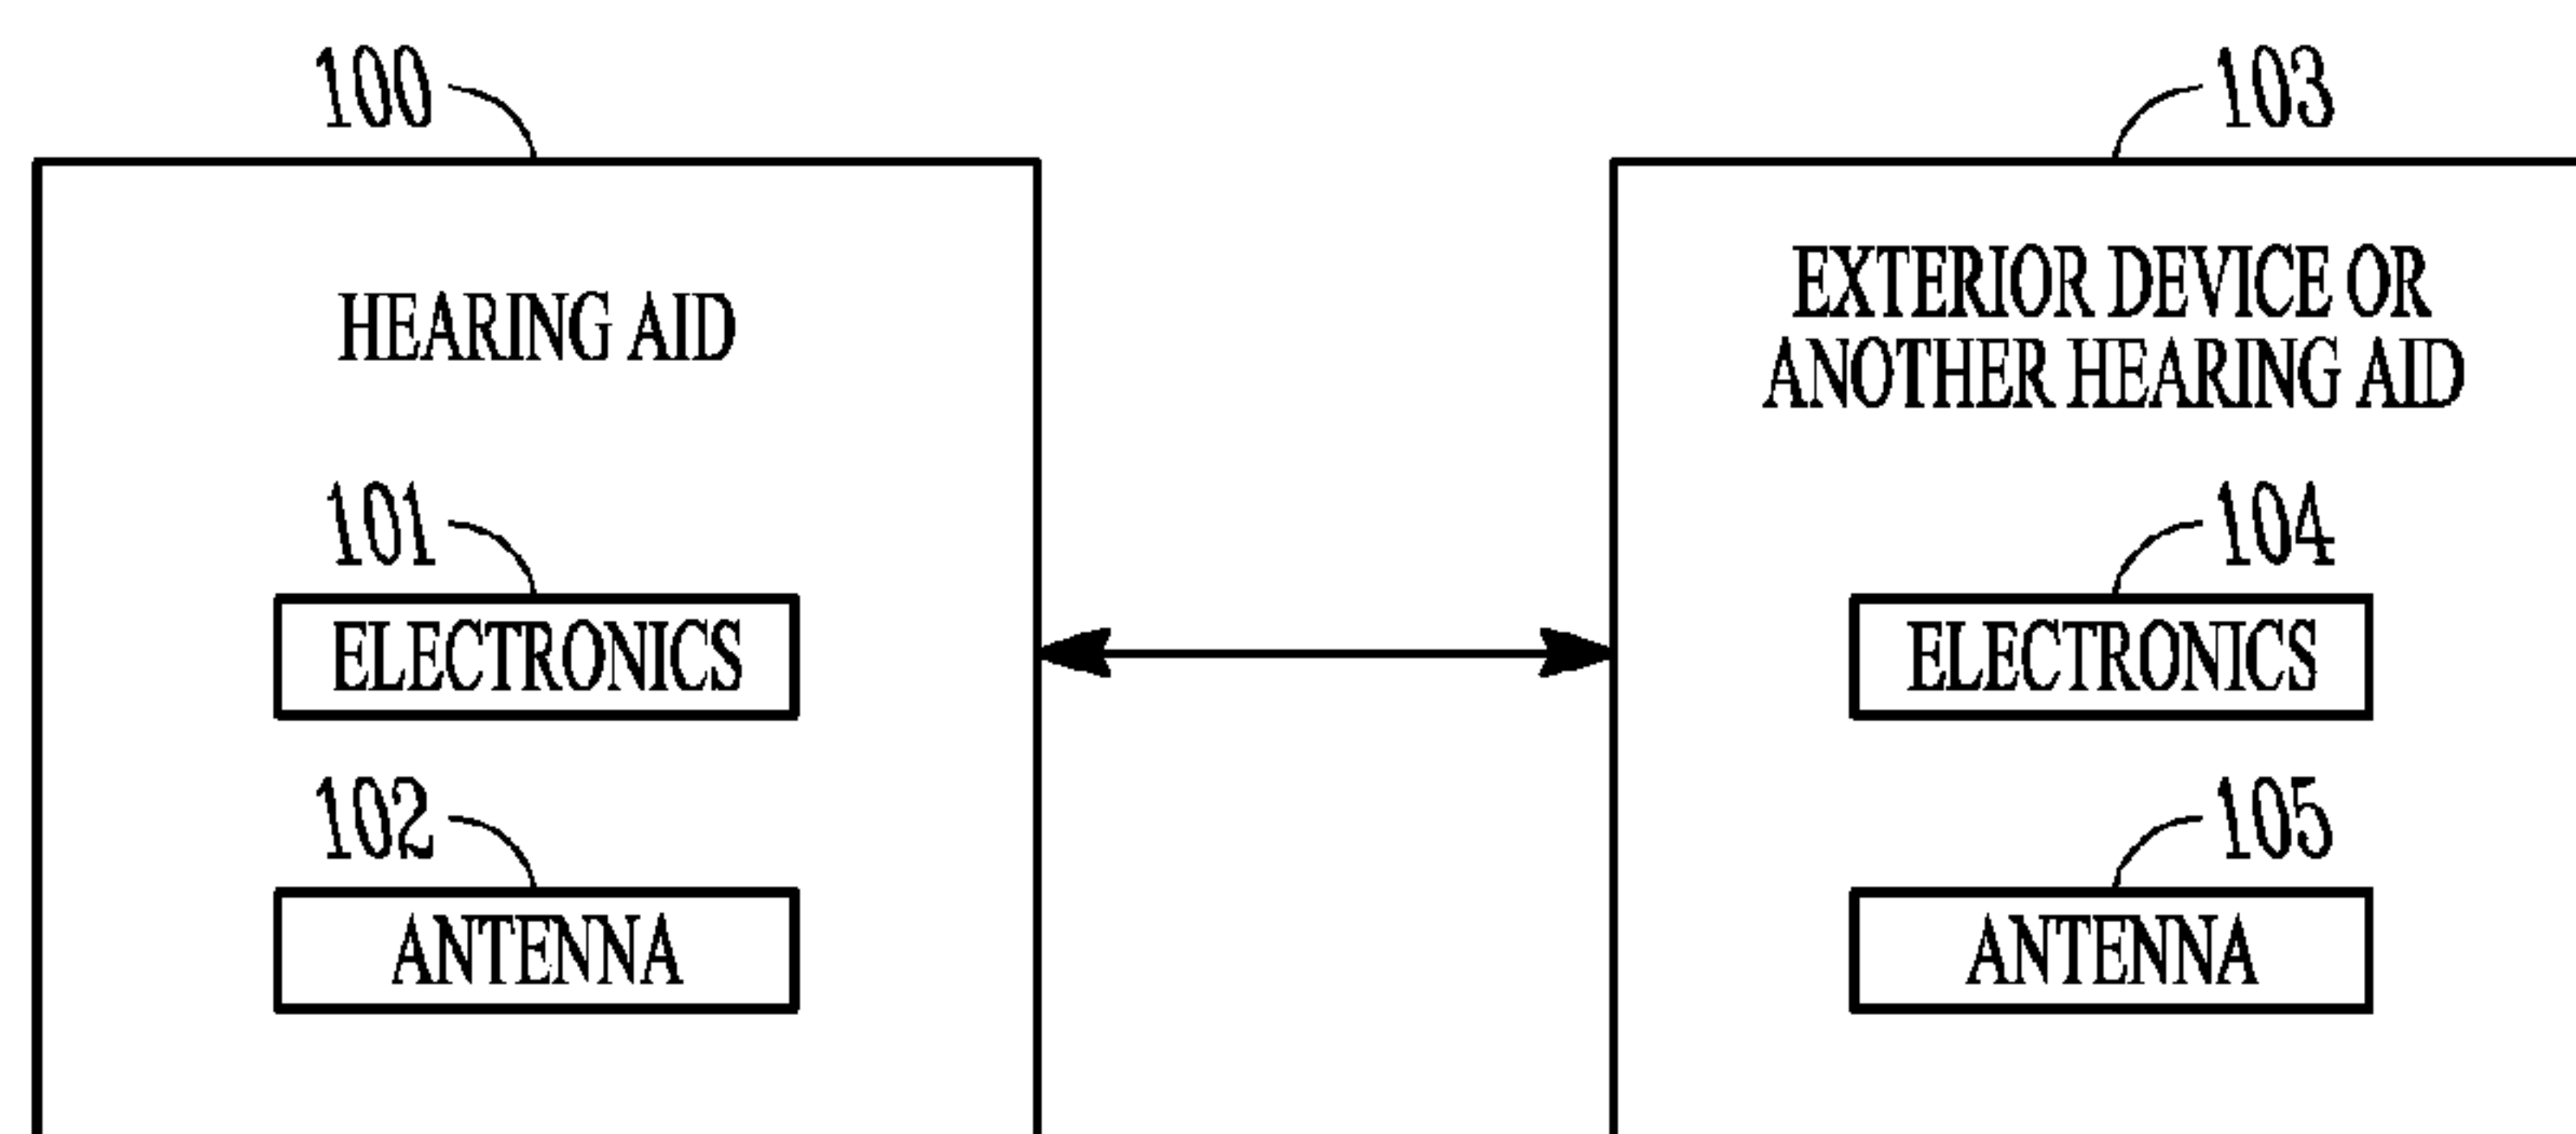 100
103
HEARING AID
EXTERIOR DEVICE OR
ANOTHER HEARING AID
101
104
ELECTRONICS
ELECTRONICS
102
105
ANTENNA
ANTENNA